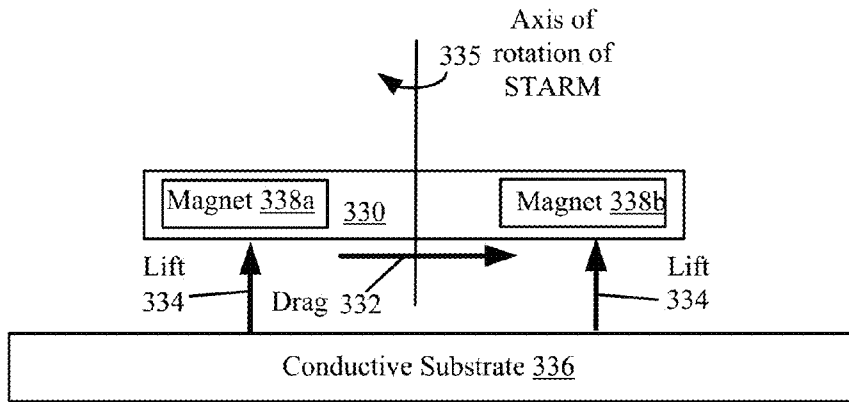 Axis of
335 rotation of
STARM
Magnet 338a
330
Magnet 338b
Lift
334
Drag 332
Lift
334
Conductive Substrate 336